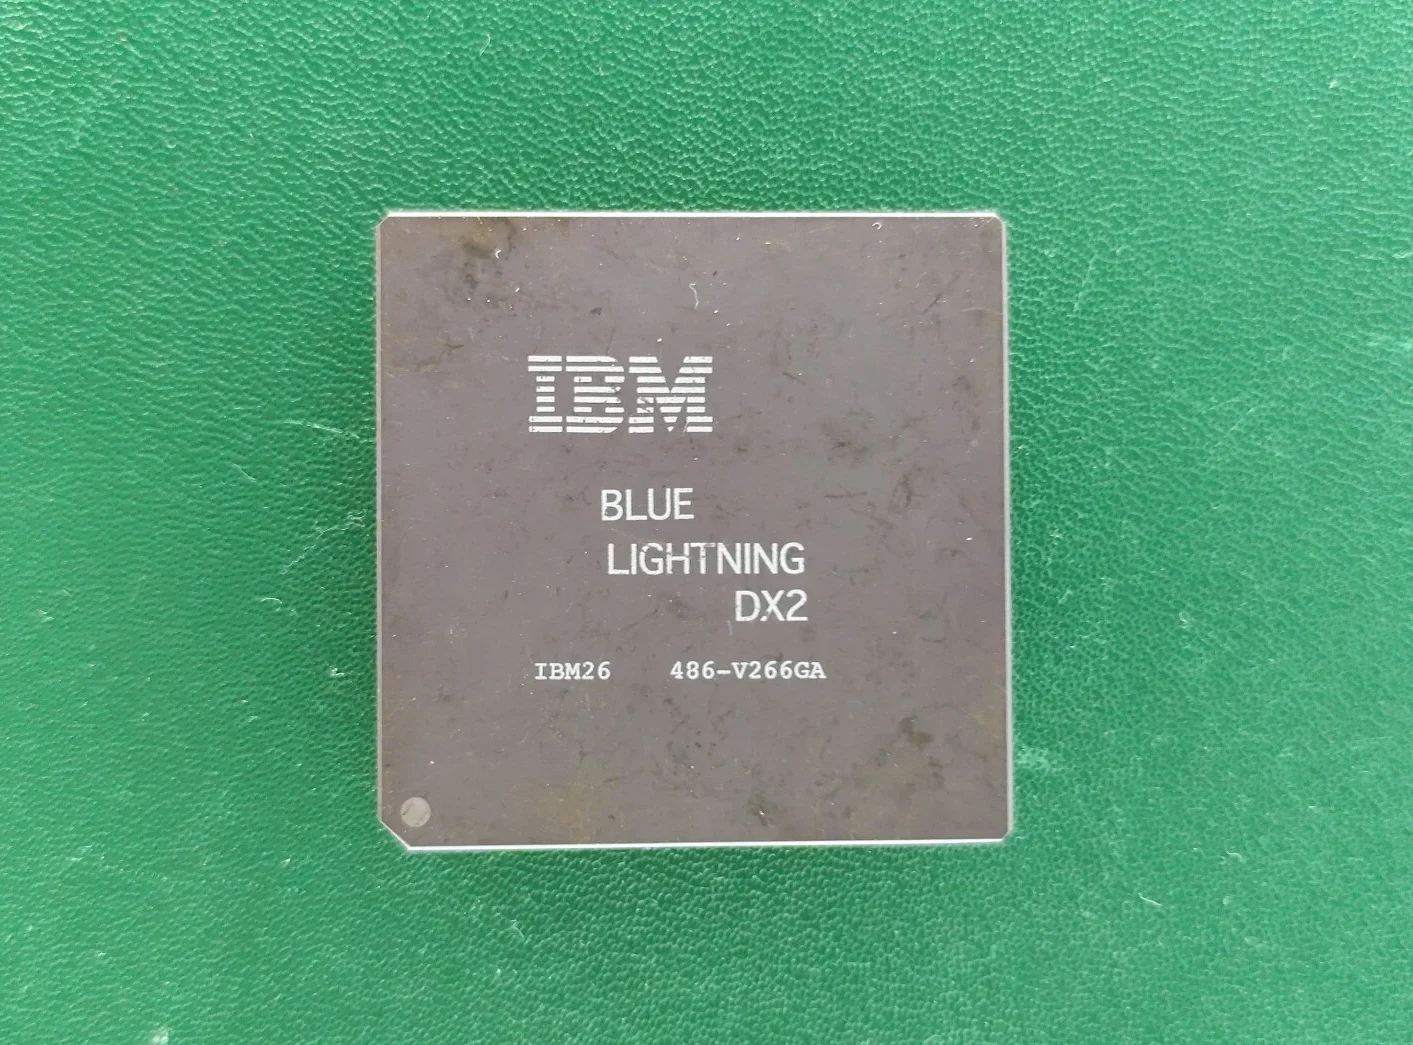 IBM
BLUE
LIGHTNING
DX2
IBM26 486-V266GA